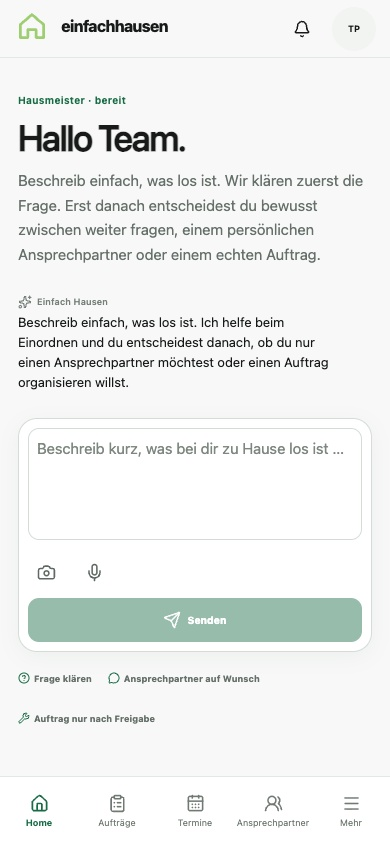 einfachhausen
TP
Hausmeister · bereit
Hallo Team.
Beschreib einfach, was los ist. Wir klären zuerst die
Frage. Erst danach entscheidest du bewusst
zwischen weiter fragen, einem persönlichen
Ansprechpartner oder einem echten Auftrag.
Einfach Hausen
Beschreib einfach, was los ist. Ich helfe beim
Einordnen und du entscheidest danach, ob du nur
einen Ansprechpartner möchtest oder einen Auftrag
organisieren willst.
Beschreib kurz, was bei dir zu Hause los ist ...
Senden
Frage klären
Ansprechpartner auf Wunsch
Auftrag nur nach Freigabe
Home
Aufträge
Termine
Ansprechpartner
Mehr